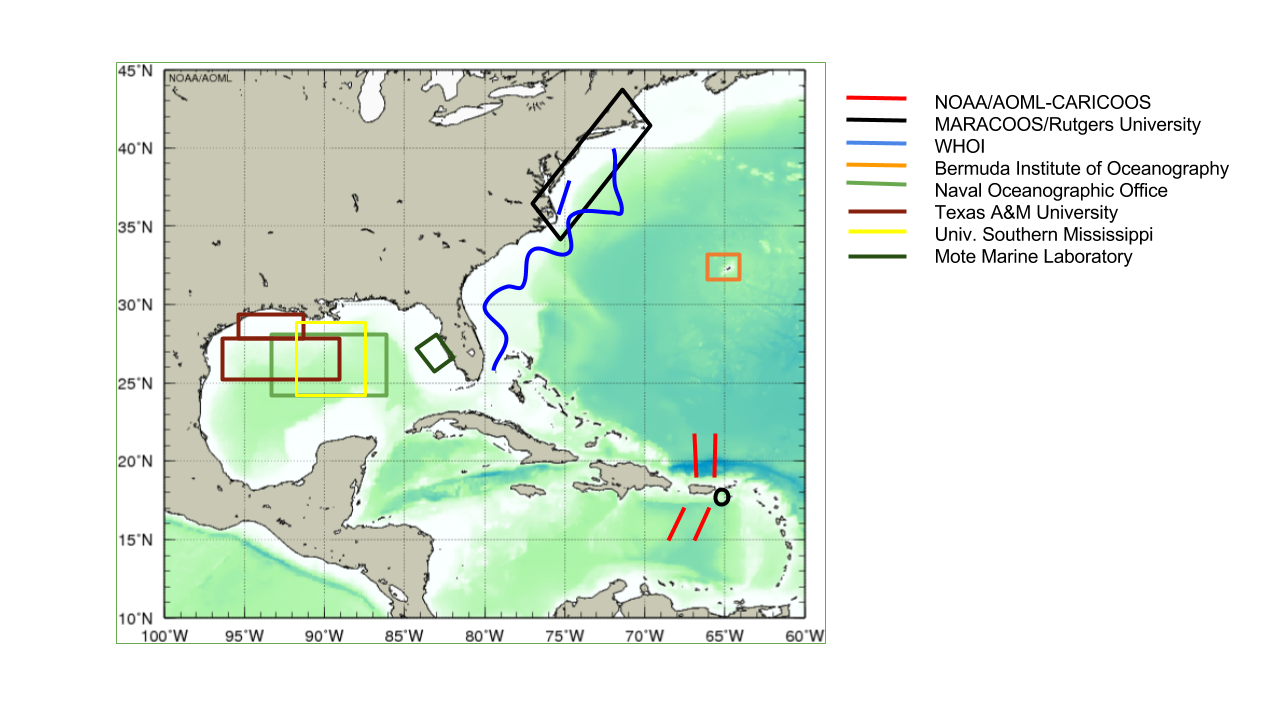 45°N
NOAA/AOML
40°N
35°N
30°N
25°N
20°N
15°N
10°N
100°W 95°W 90°W 85°W 80°W 75°W 70°W 65°W 60°W
NOAA/AOML-CARICOOS
MARACOOS/Rutgers University
WHOI
Bermuda Institute of Oceanography
Naval Oceanographic Office
Texas A&M University
Univ. Southern Mississippi
Mote Marine Laboratory